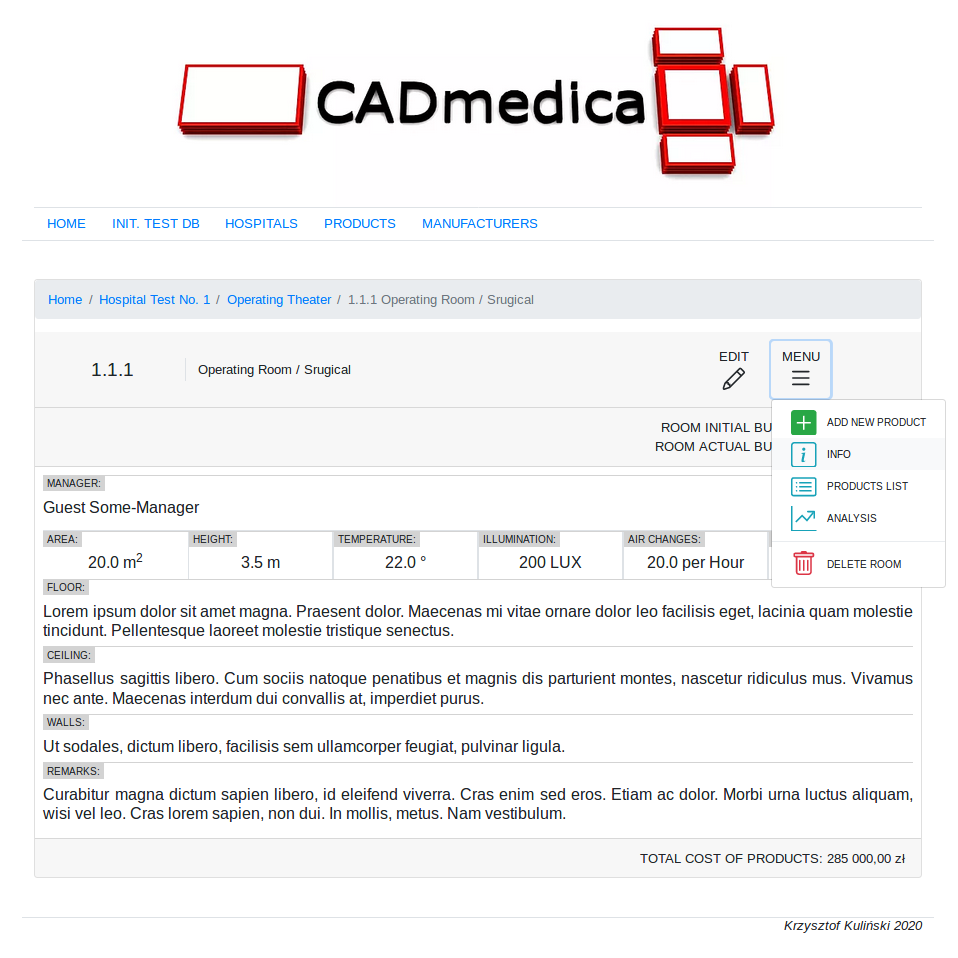 CADmedica
HOME INIT. TEST DB HOSPITALS PRODUCTS MANUFACTURERS
Home / Hospital Test No. 1 / Operating Theater / 1.1.1 Operating Room / Srugical
1.1.1 Operating Room / Srugical EDIT MENU
ROOM INITIAL BU
ROOM ACTUAL BU
ADD NEW PRODUCT
INFO
PRODUCTS LIST
ANALYSIS
DELETE ROOM
MANAGER:
Guest Some-Manager
AREA: HEIGHT: TEMPERATURE: ILLUMINATION: AIR CHANGES:
20.0 m2 3.5 m 22.0 ° 200 LUX 20.0 per Hour
FLOOR:
Lorem ipsum dolor sit amet magna. Praesent dolor. Maecenas mi vitae ornare dolor leo facilisis eget, lacinia quam molestie
tincidunt. Pellentesque laoreet molestie tristique senectus.
CEILING:
Phasellus sagittis libero. Cum sociis natoque penatibus et magnis dis parturient montes, nascetur ridiculus mus. Vivamus
nec ante. Maecenas interdum dui convallis at, imperdiet purus.
WALLS:
Ut sodales, dictum libero, facilisis sem ullamcorper feugiat, pulvinar ligula.
REMARKS:
Curabitur magna dictum sapien libero, id eleifend viverra. Cras enim sed eros. Etiam ac dolor. Morbi urna luctus aliquam,
wisi vel leo. Cras lorem sapien, non dui. In mollis, metus. Nam vestibulum.
TOTAL COST OF PRODUCTS: 285 000,00 zł
Krzysztof Kuliński 2020